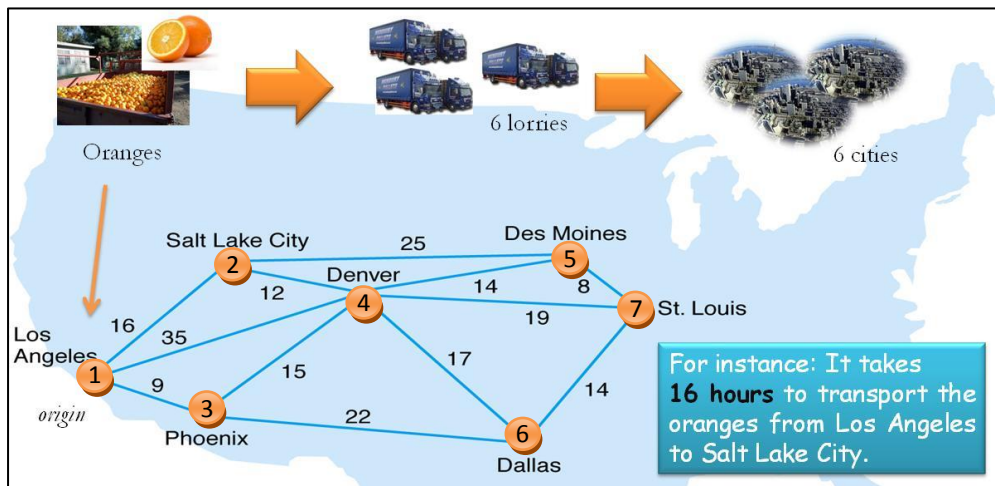 Oranges
6 lorries
6 cities
Salt Lake City
25
Des Moines
2
Denver
5
12
14
8
4
7
St. Louis
19
16
35
Los
Angeles
1
origin
9
15
17
14
3
22
6
Phoenix
Dallas
For instance: It takes
16 hours to transport the
oranges from Los Angeles
to Salt Lake City.